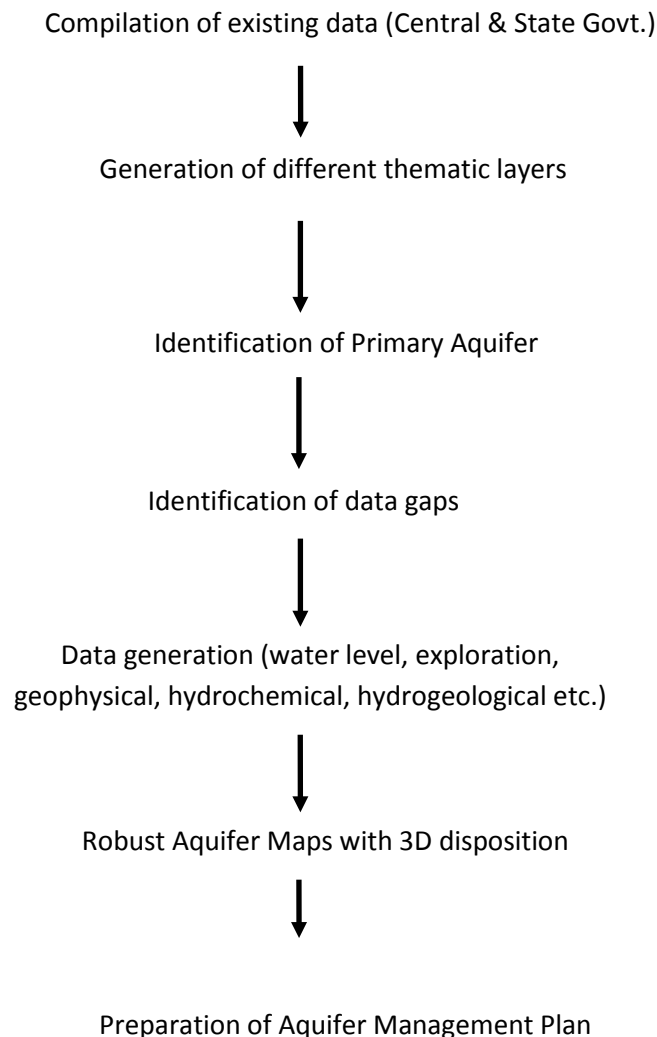 Compilation of existing data (Central & State Govt.)
Generation of different thematic layers
Identification of Primary Aquifer
Identification of data gaps
Data generation (water level, exploration,
geophysical, hydrochemical, hydrogeological etc.)
Robust Aquifer Maps with 3D disposition
Preparation of Aquifer Management Plan